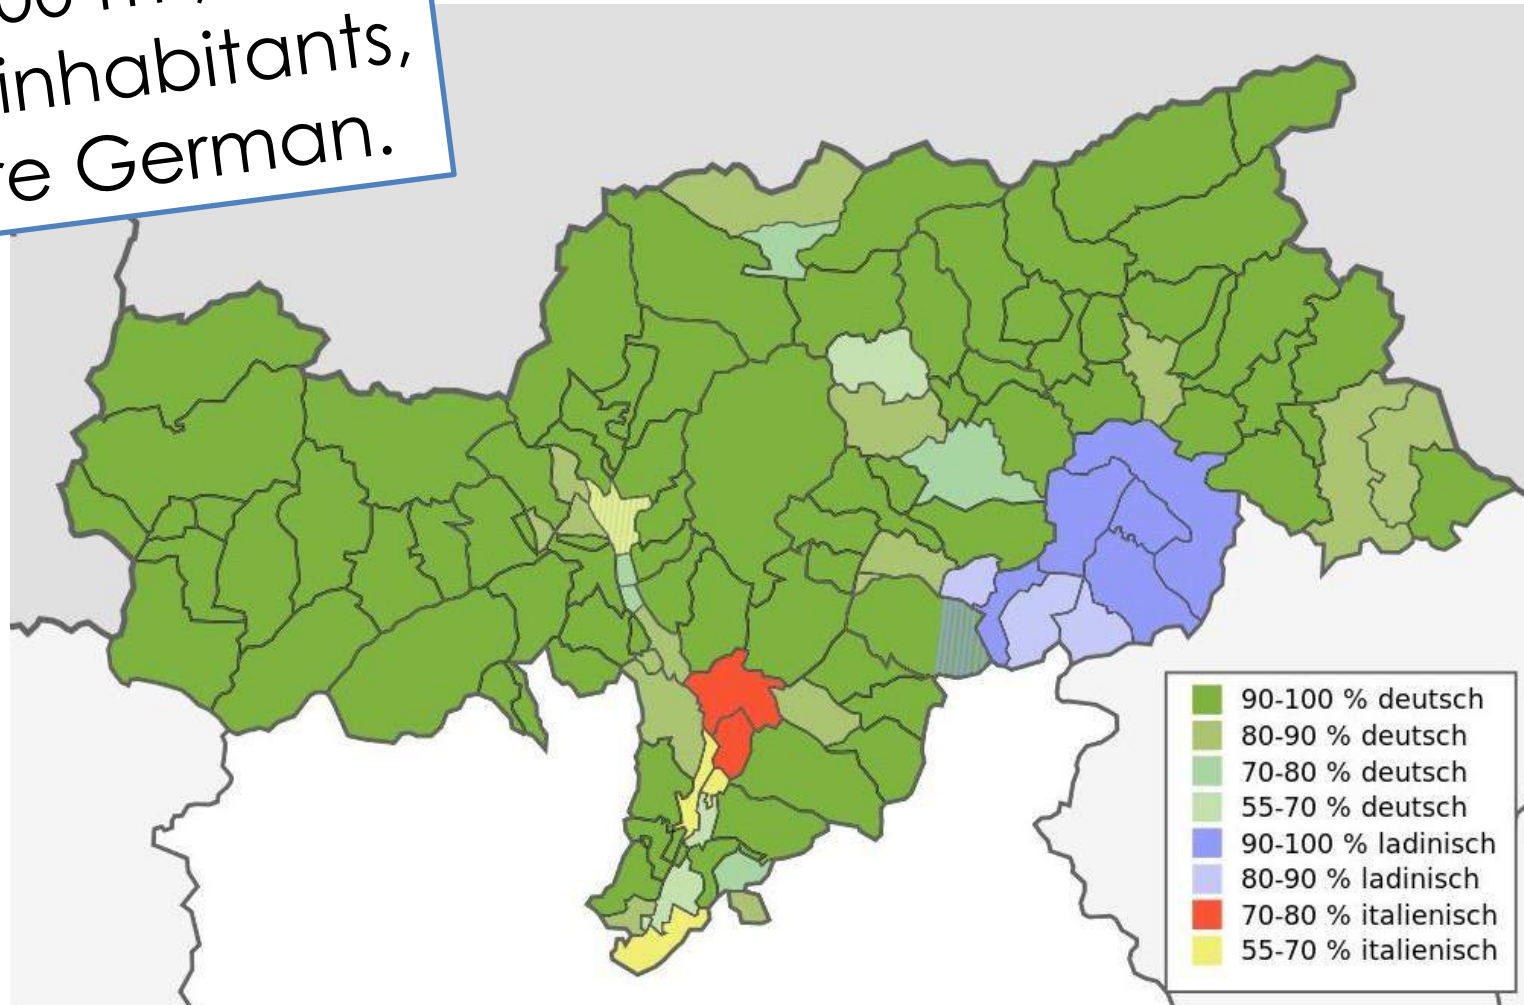 inhabitants,
German.
90-100 % deutsch
80-90 % deutsch
70-80 % deutsch
55-70 % deutsch
90-100 % ladinisch
80-90 % ladinisch
70-80 % italienisch
55-70 % italienisch